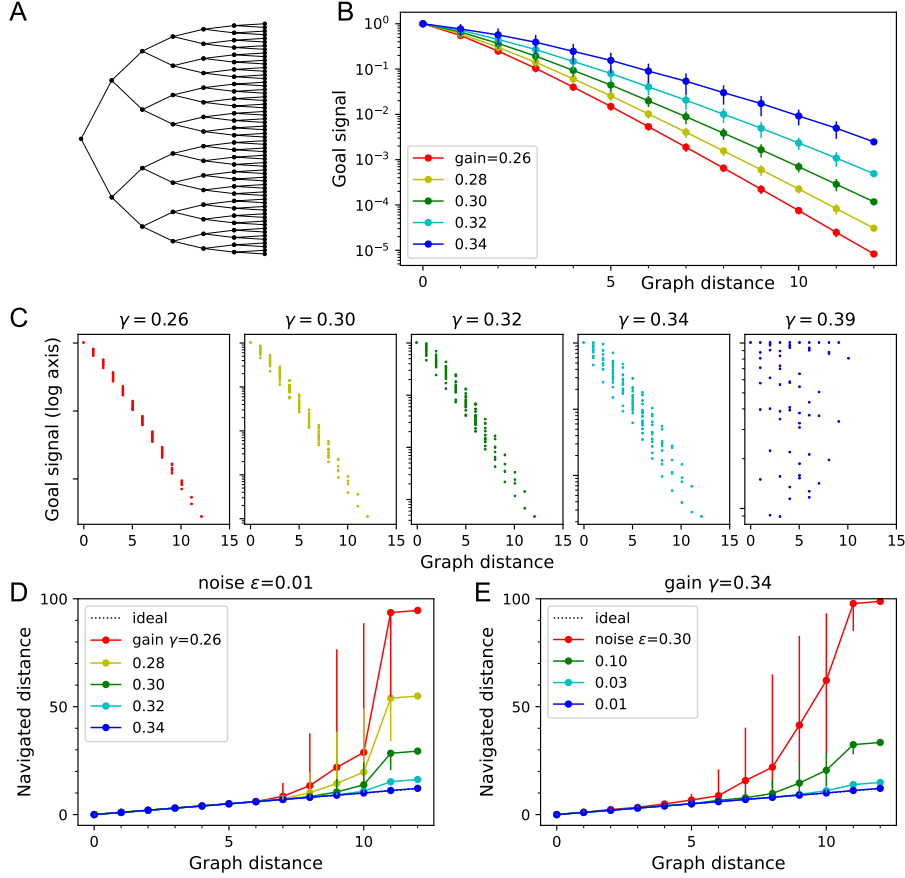 A
B
Goal signal
10⁰
10⁻¹
10⁻²
10⁻³
10⁻⁴
10⁻⁵
gain=0.26
0.28
0.30
0.32
0.34
0 5 10
Graph distance
C
γ = 0.26
γ = 0.30
γ = 0.32
γ = 0.34
γ = 0.39
Goal signal (log axis)
0 5 10 15
0 5 10
0 5 10
0 5 10
0 5 10 15
Graph distance
D
noise ε=0.01
Navigated distance
100
50
0
ideal
gain γ=0.26
0.28
0.30
0.32
0.34
0 5 10
Graph distance
E
gain γ=0.34
Navigated distance
100
50
0
ideal
noise ε=0.30
0.10
0.03
0.01
0 5 10
Graph distance